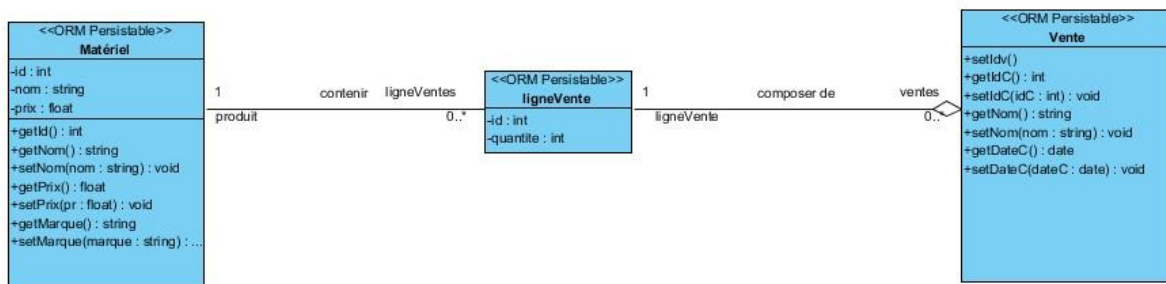 <<ORM Persistable>>
Matériel
-id : int
-nom : string
-prix : float
+getId() : int
+getNom() : string
+setNom(nom : string) : void
+getPrix() : float
+setPrix(pr : float) : void
+getMarque() : string
+setMarque(marque : string) : ...
1 contenir ligneVentes
produit 0..*
<<ORM Persistable>>
ligneVente
-id : int
-quantite : int
1 composer de ventes
ligneVente 0..
<<ORM Persistable>>
Vente
+setIdv()
+getIdC() : int
+setIdC(idC : int) : void
+getNom() : string
+setNom(nom : string) : void
+getDateC() : date
+setDateC(dateC : date) : void